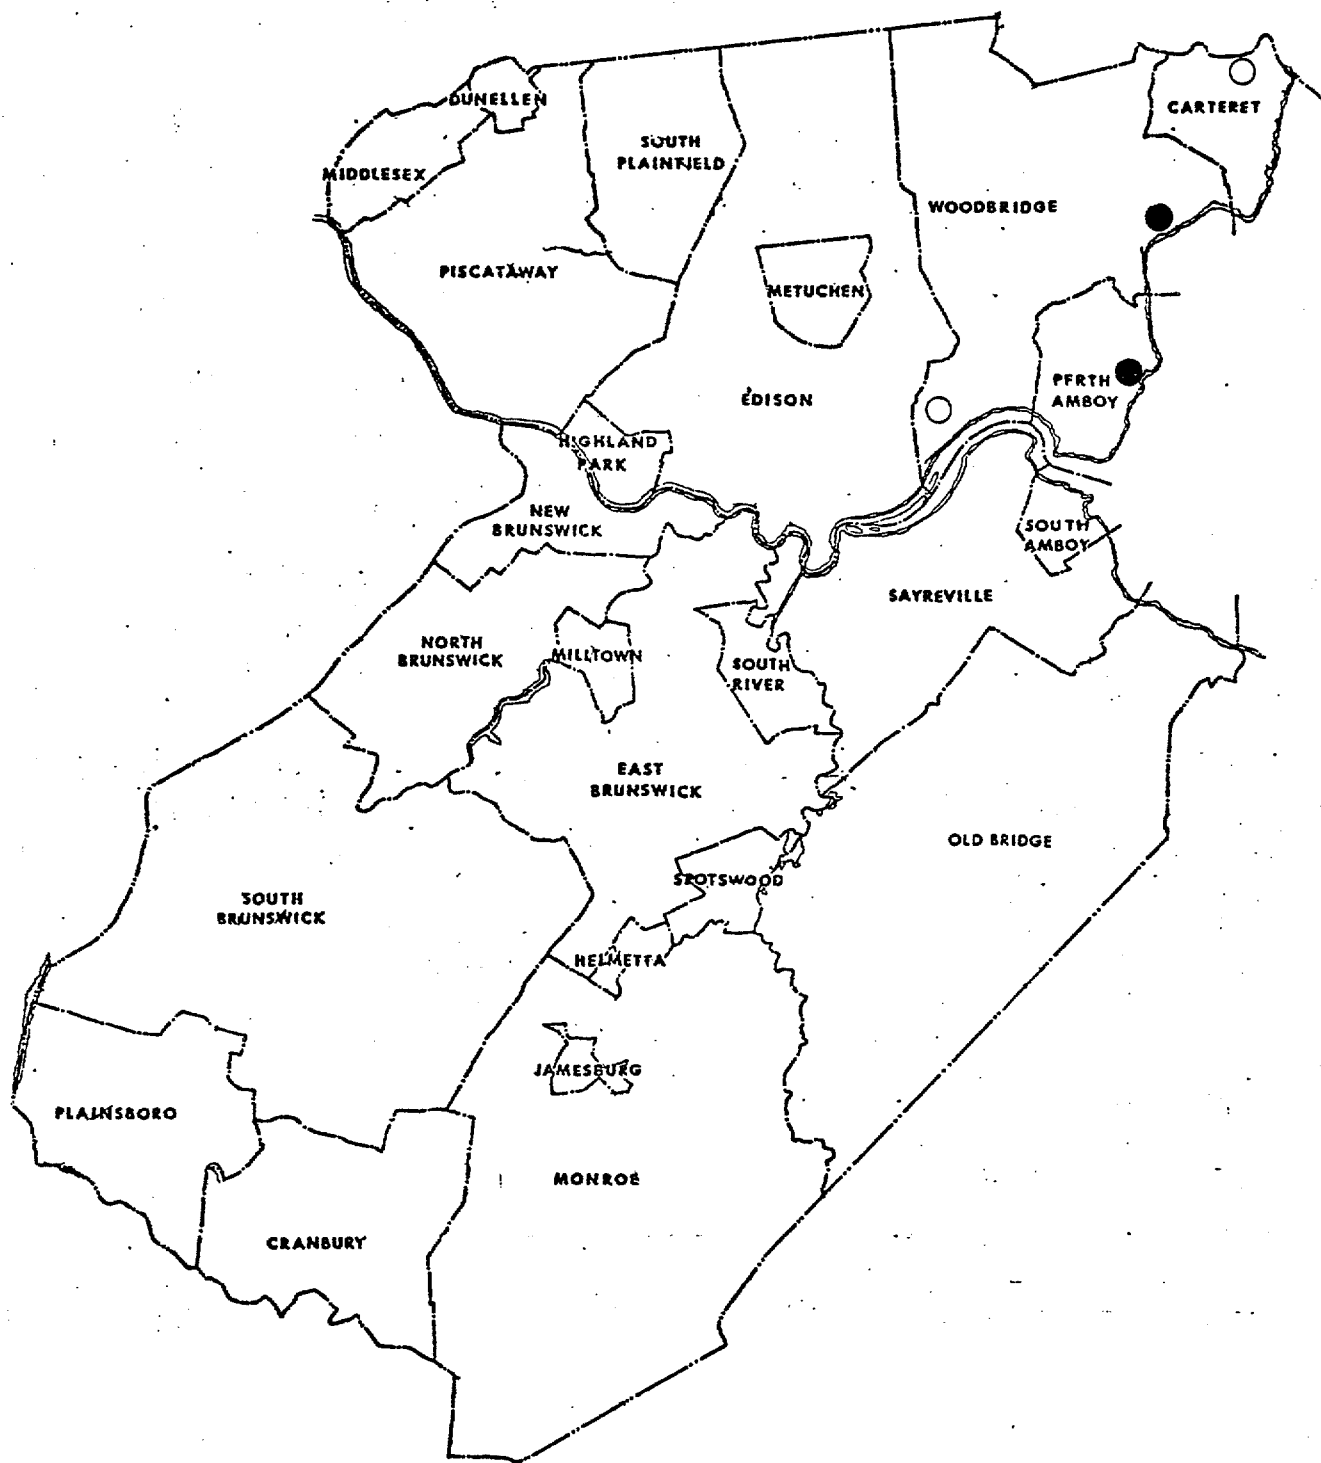 DUNELLEN
CARTERET
SOUTH
PLAINFIELD
MIDDLESEX
WOODBRIDGE
PISCATAWAY
METUCHEN
EDISON
PERTH
AMBOY
HIGHLAND
PARK
NEW
BRUNSWICK
SOUTH
AMBOY
SAYREVILLE
NORTH
BRUNSWICK
MILLTOWN
SOUTH
RIVER
EAST
BRUNSWICK
OLD BRIDGE
SPOTSWOOD
SOUTH
BRUNSWICK
HELMETTA
JAMESBURG
PLAINSBORO
MONROE
CRANBURY